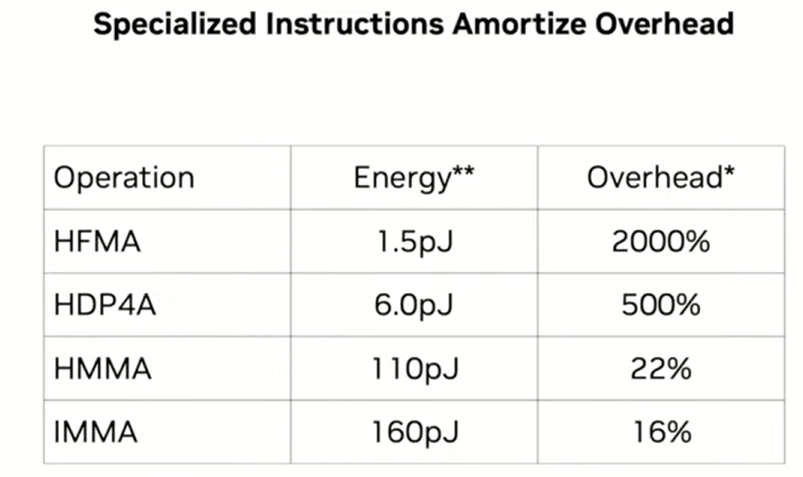 Specialized Instructions Amortize Overhead
Operation Energy** Overhead*
HFMA 1.5pJ 2000%
HDP4A 6.0pJ 500%
HMMA 110pJ 22%
IMMA 160pJ 16%